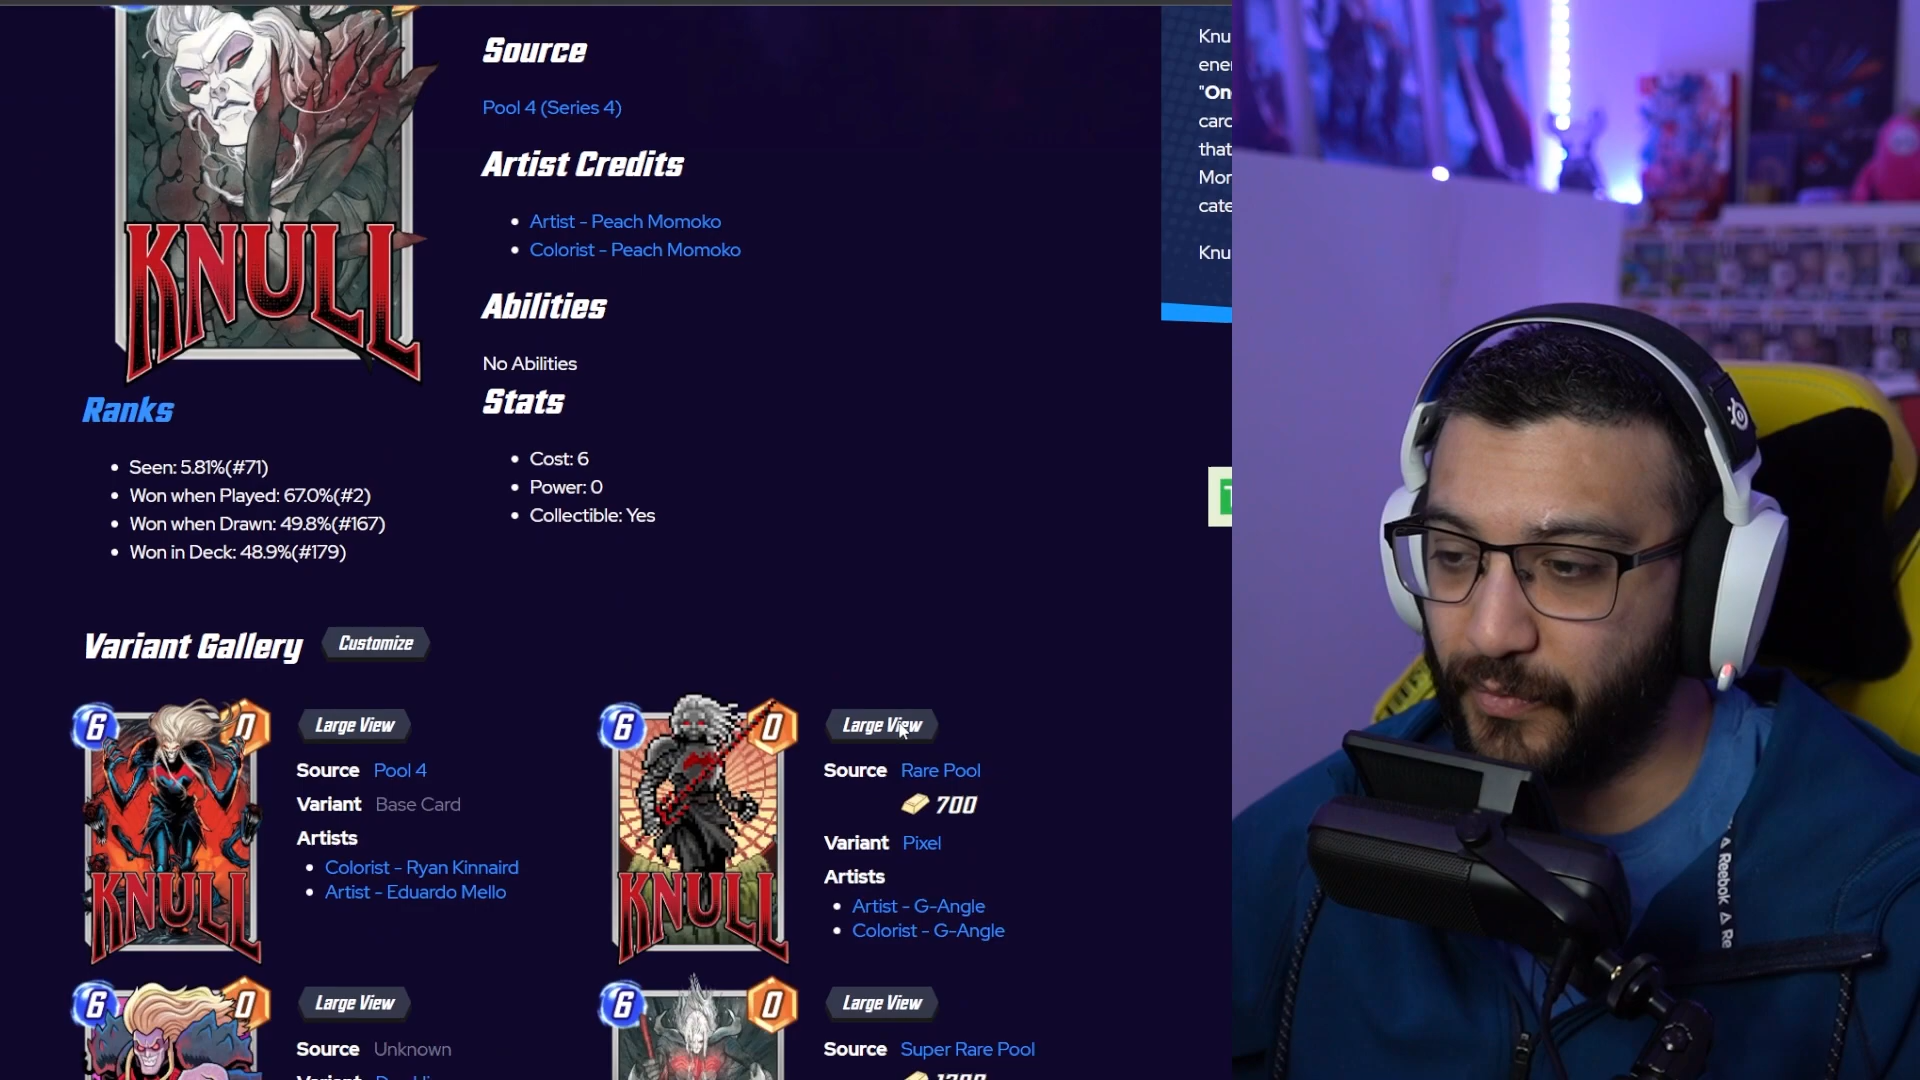 KNULL
Ranks
Seen: 5.81%(#71)
Won when Played: 67.0%(#2)
Won when Drawn: 49.8%(#167)
Won in Deck: 48.9%(#179)
Source
Pool 4 (Series 4)
Artist Credits
Artist - Peach Momoko
Colorist - Peach Momoko
Abilities
No Abilities
Stats
Cost: 6
Power: 0
Collectible: Yes
Knu
ene
"On
card
that
Mor
cate
Knu
Variant Gallery
Customize
6
0
KNULL
Large View
Source Pool 4
Variant Base Card
Artists
Colorist - Ryan Kinnaird
Artist - Eduardo Mello
6
0
KNULL
Large View
Source Rare Pool
700
Variant Pixel
Artists
Artist - G-Angle
Colorist - G-Angle
6
0
Large View
Source Unknown
6
0
Large View
Source Super Rare Pool
1200
Reebok
Re